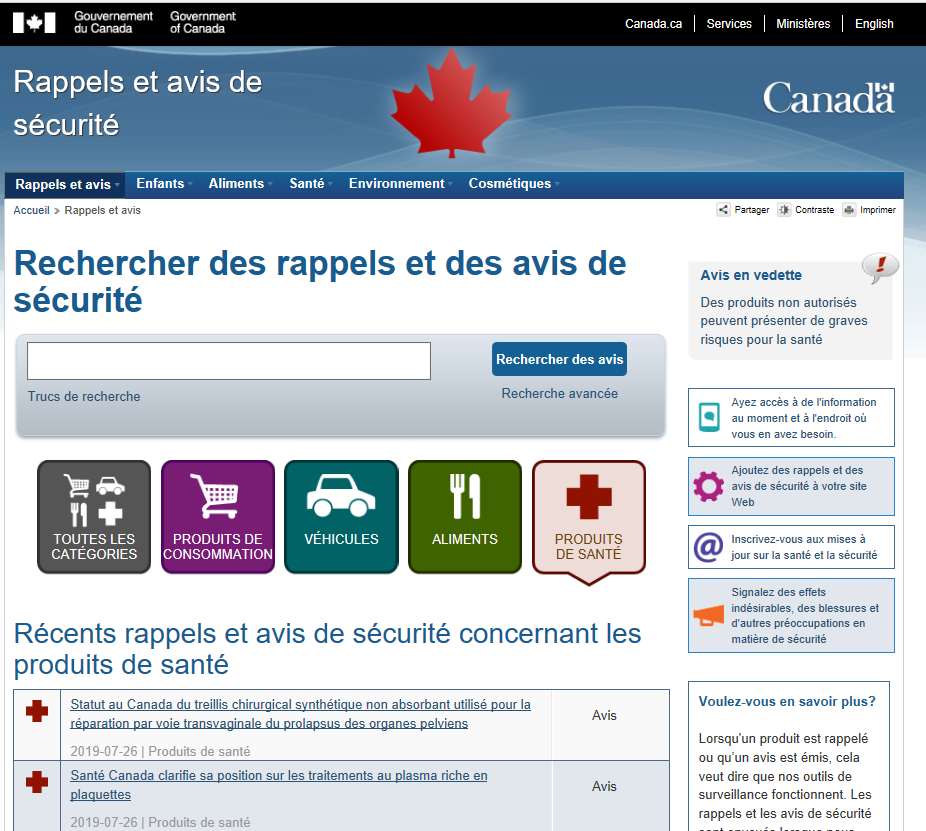 Gouvernement
du Canada
Government
of Canada
Canada.ca
Services
Ministères
English
Rappels et avis de
sécurité
Canada
Rappels et avis
Enfants
Aliments
Santé
Environnement
Cosmétiques
Accueil » Rappels et avis
Partager
Contraste
Imprimer
Rechercher des rappels et des avis de
sécurité
Rechercher des avis
Trucs de recherche
Recherche avancée
TOUTES LES
CATÉGORIES
PRODUITS DE
CONSOMMATION
VÉHICULES
ALIMENTS
PRODUITS
DE SANTÉ
Récents rappels et avis de sécurité concernant les
produits de santé
Statut au Canada du treillis chirurgical synthétique non absorbant utilisé pour la
réparation par voie transvaginale du prolapsus des organes pelviens
2019-07-26 | Produits de santé
Avis
Santé Canada clarifie sa position sur les traitements au plasma riche en
plaquettes
2019-07-26 | Produits de santé
Avis
Avis en vedette
!
Des produits non autorisés
peuvent présenter de graves
risques pour la santé
Ayez accès à de l'information
au moment et à l'endroit où
vous en avez besoin.
Ajoutez des rappels et des
avis de sécurité à votre site
Web
@
Inscrivez-vous aux mises à
jour sur la santé et la sécurité
Signalez des effets
indésirables, des blessures et
d'autres préoccupations en
matière de sécurité
Voulez-vous en savoir plus?
Lorsqu'un produit est rappelé
ou qu'un avis est émis, cela
veut dire que nos outils de
surveillance fonctionnent. Les
rappels et les avis de sécurité
sont envoyés lorsque nous